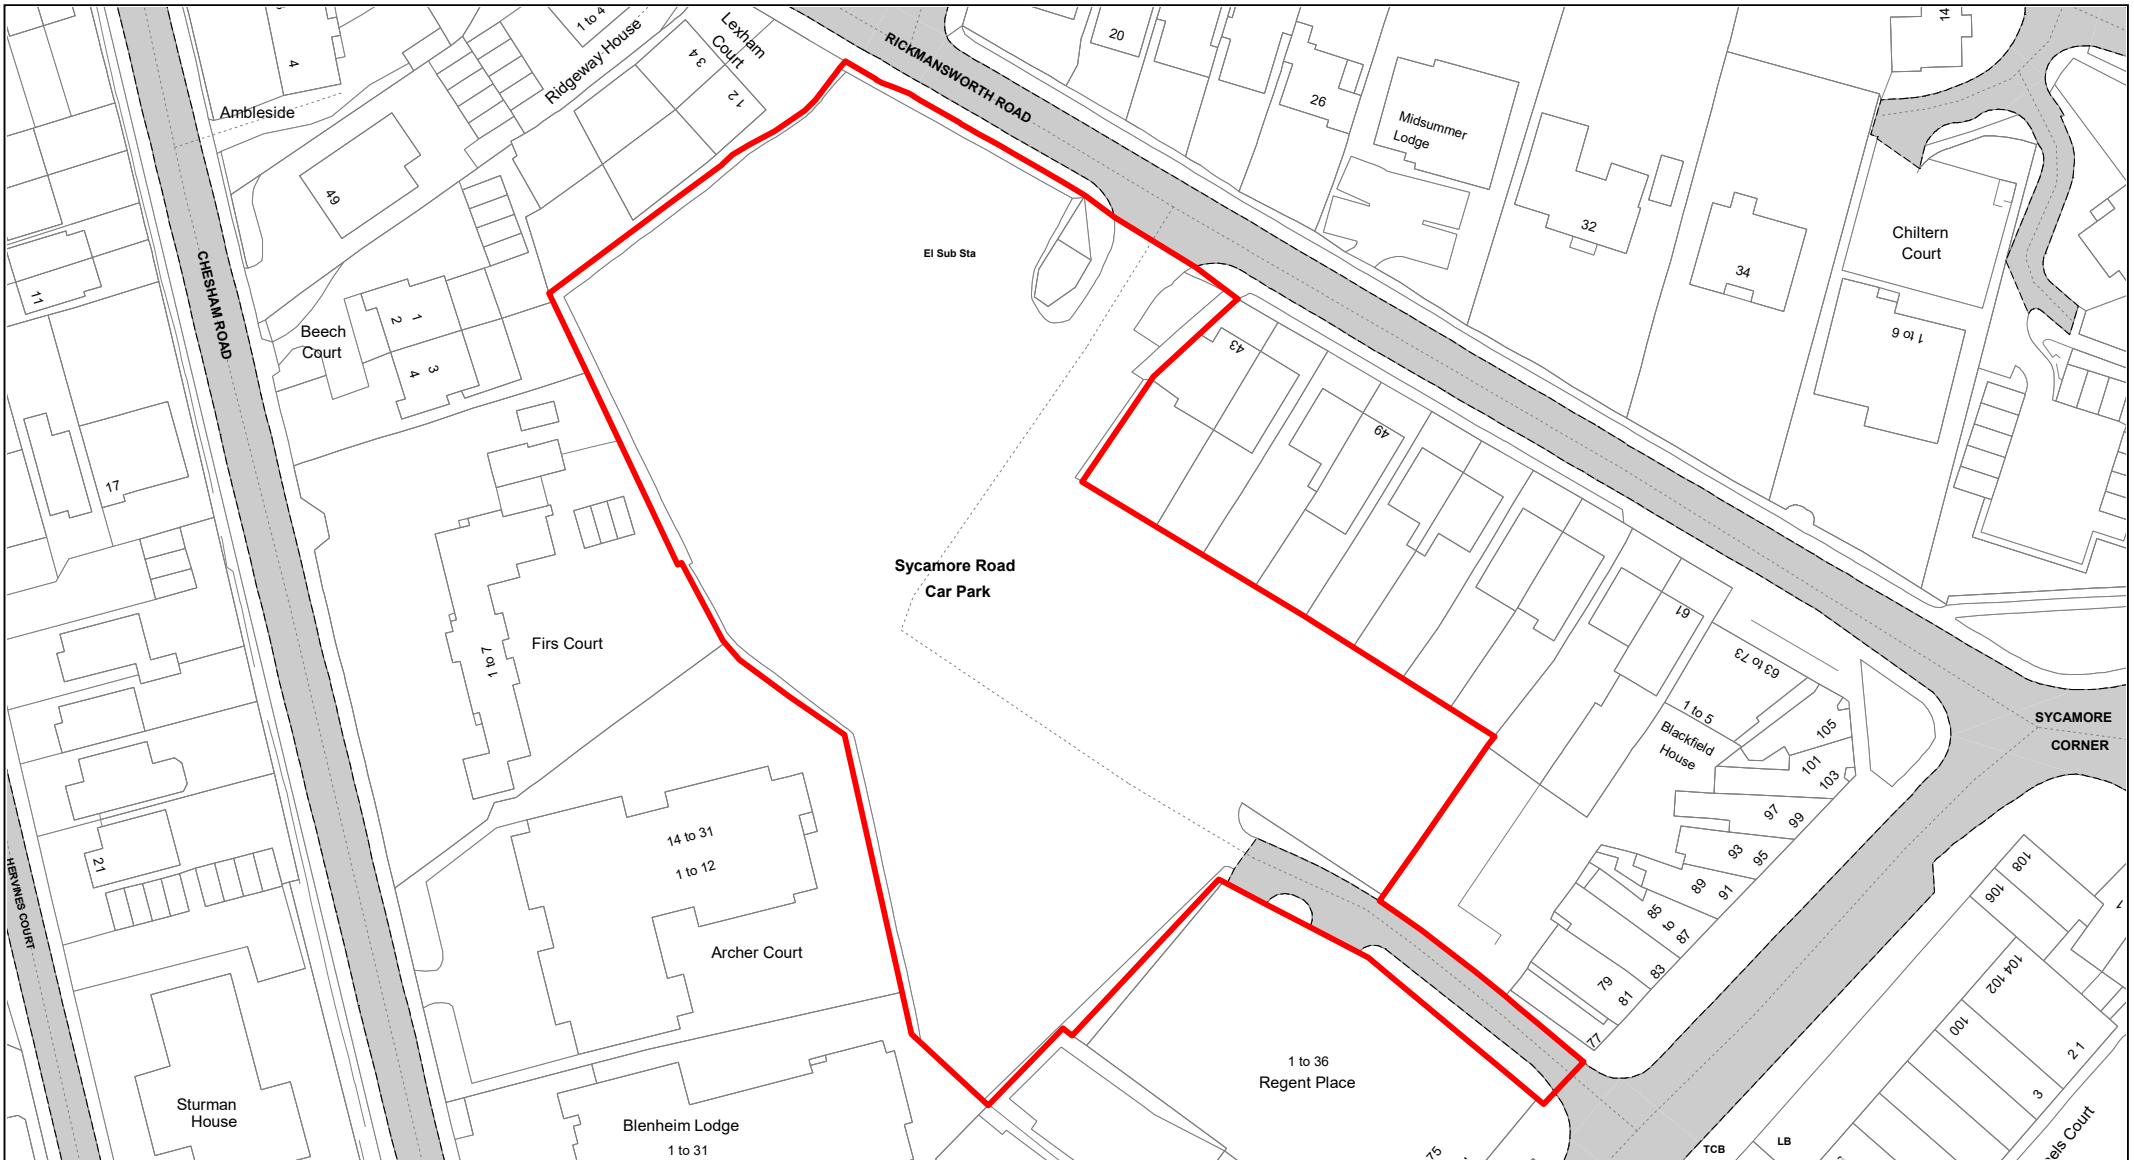 1 to 4
Ridgeway House
Lexham
Court
3 4
1 2
4
Ambleside
49
RICKMANSWORTH ROAD
20
26
Midsummer
Lodge
32
34
14
Chiltern
Court
1 to 6
CHESHAM ROAD
11
17
Beech
Court
1
2
3
4
El Sub Sta
43
49
61
Sycamore Road
Car Park
Firs Court
1 to 7
63 to 73
1 to 5
Blackfield
House
105
101
103
97
99
93
95
89
91
85
to
87
83
79
81
77
SYCAMORE
CORNER
108
106
104 102
100
2 1
3
21
HERVINES COURT
14 to 31
1 to 12
Archer Court
Sturman
House
Blenheim Lodge
1 to 31
1 to 36
Regent Place
75
TCB
LB
els Court